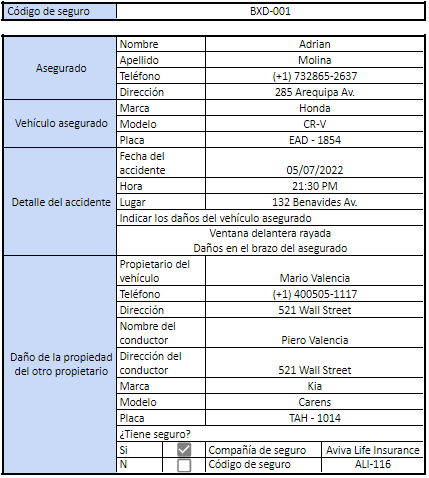 Código de seguro BXD-001
Asegurado
Nombre Adrian
Apellido Molina
Teléfono (+1) 732865-2637
Dirección 285 Arequipa Av.
Vehículo asegurado
Marca Honda
Modelo CR-V
Placa EAD - 1854
Detalle del accidente
Fecha del
accidente 05/07/2022
Hora 21:30 PM
Lugar 132 Benavides Av.
Indicar los daños del vehículo asegurado
Ventana delantera rayada
Daños en el brazo del asegurado
Daño de la propiedad
del otro propietario
Propietario del
vehículo Mario Valencia
Teléfono (+1) 400505-1117
Dirección 521 Wall Street
Nombre del
conductor Piero Valencia
Dirección del
conductor 521 Wall Street
Marca Kia
Modelo Carens
Placa TAH - 1014
¿Tiene seguro?
Si Compañía de seguro Aviva Life Insurance
N Código de seguro ALI-116